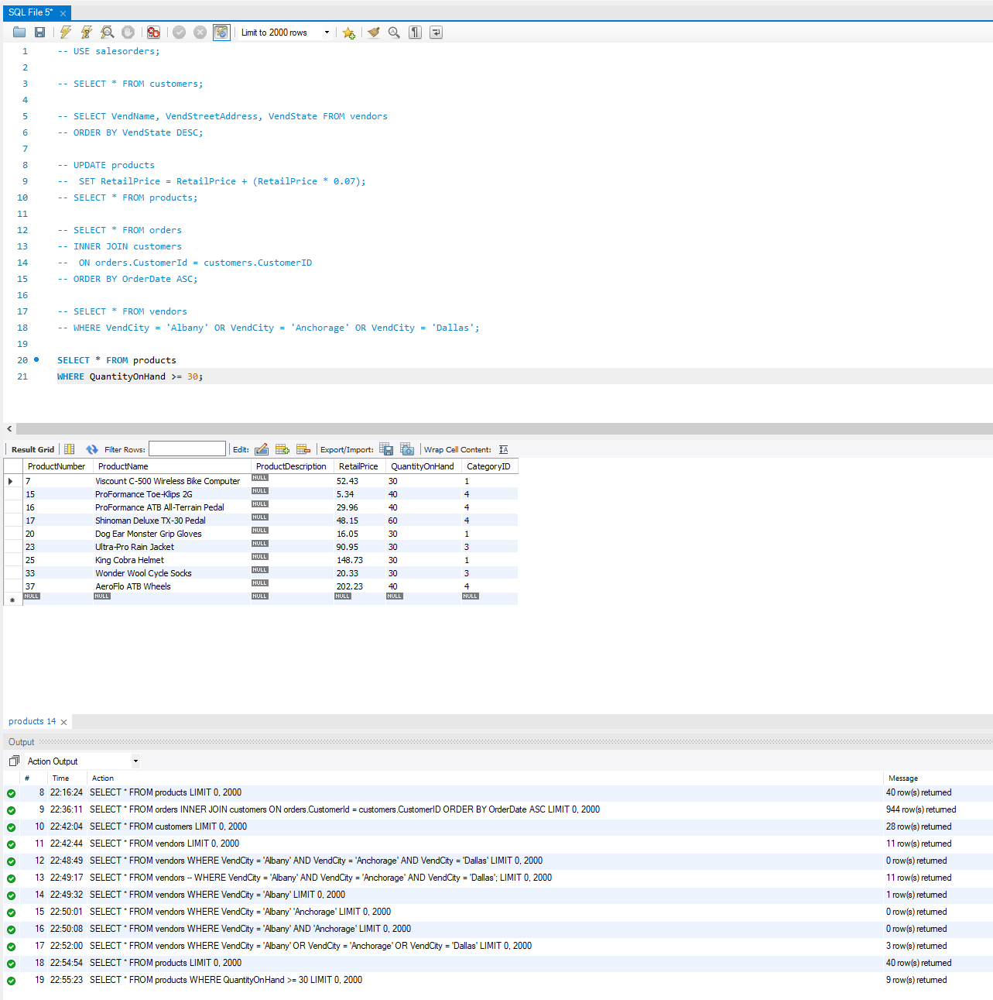 SQL File 5*
Limit to 2000 rows
1 -- USE salesorders;
2
3 -- SELECT * FROM customers;
4
5 -- SELECT VendName, VendStreetAddress, VendState FROM vendors
6 -- ORDER BY VendState DESC;
7
8 -- UPDATE products
9 --  SET RetailPrice = RetailPrice + (RetailPrice * 0.07);
10 -- SELECT * FROM products;
11
12 -- SELECT * FROM orders
13 -- INNER JOIN customers
14 --  ON orders.CustomerId = customers.CustomerID
15 -- ORDER BY OrderDate ASC;
16
17 -- SELECT * FROM vendors
18 -- WHERE VendCity = 'Albany' OR VendCity = 'Anchorage' OR VendCity = 'Dallas';
19
20 SELECT * FROM products
21 WHERE QuantityOnHand >= 30;
Result Grid Filter Rows: Edit: Export/Import: Wrap Cell Content: IA
ProductNumber ProductName ProductDescription RetailPrice QuantityOnHand CategoryID
7 Viscount C-500 Wireless Bike Computer NULL 52.43 30 1
15 ProFormance Toe-Klips 2G NULL 5.34 40 4
16 ProFormance ATB All-Terrain Pedal NULL 29.96 40 4
17 Shinoman Deluxe TX-30 Pedal NULL 48.15 60 4
20 Dog Ear Monster Grip Gloves NULL 16.05 30 1
23 Ultra-Pro Rain Jacket NULL 90.95 30 3
25 King Cobra Helmet NULL 148.73 30 1
33 Wonder Wool Cycle Socks NULL 20.33 30 3
37 AeroFlo ATB Wheels NULL 202.23 40 4
NULL NULL NULL NULL NULL NULL
products 14
Output
Action Output
# Time Action Message
8 22:16:24 SELECT * FROM products LIMIT 0, 2000 40 row(s) returned
9 22:36:11 SELECT * FROM orders INNER JOIN customers ON orders.CustomerId = customers.CustomerID ORDER BY OrderDate ASC LIMIT 0, 2000 944 row(s) returned
10 22:42:04 SELECT * FROM customers LIMIT 0, 2000 28 row(s) returned
11 22:42:44 SELECT * FROM vendors LIMIT 0, 2000 11 row(s) returned
12 22:48:49 SELECT * FROM vendors WHERE VendCity = 'Albany' AND VendCity = 'Anchorage' AND VendCity = 'Dallas' LIMIT 0, 2000 0 row(s) returned
13 22:49:17 SELECT * FROM vendors -- WHERE VendCity = 'Albany' AND VendCity = 'Anchorage' AND VendCity = 'Dallas'; LIMIT 0, 2000 11 row(s) returned
14 22:49:32 SELECT * FROM vendors WHERE VendCity = 'Albany' LIMIT 0, 2000 1 row(s) returned
15 22:50:01 SELECT * FROM vendors WHERE VendCity = 'Albany' 'Anchorage' LIMIT 0, 2000 0 row(s) returned
16 22:50:08 SELECT * FROM vendors WHERE VendCity = 'Albany' AND 'Anchorage' LIMIT 0, 2000 0 row(s) returned
17 22:52:00 SELECT * FROM vendors WHERE VendCity = 'Albany' OR VendCity = 'Anchorage' OR VendCity = 'Dallas' LIMIT 0, 2000 3 row(s) returned
18 22:54:54 SELECT * FROM products LIMIT 0, 2000 40 row(s) returned
19 22:55:23 SELECT * FROM products WHERE QuantityOnHand >= 30 LIMIT 0, 2000 9 row(s) returned